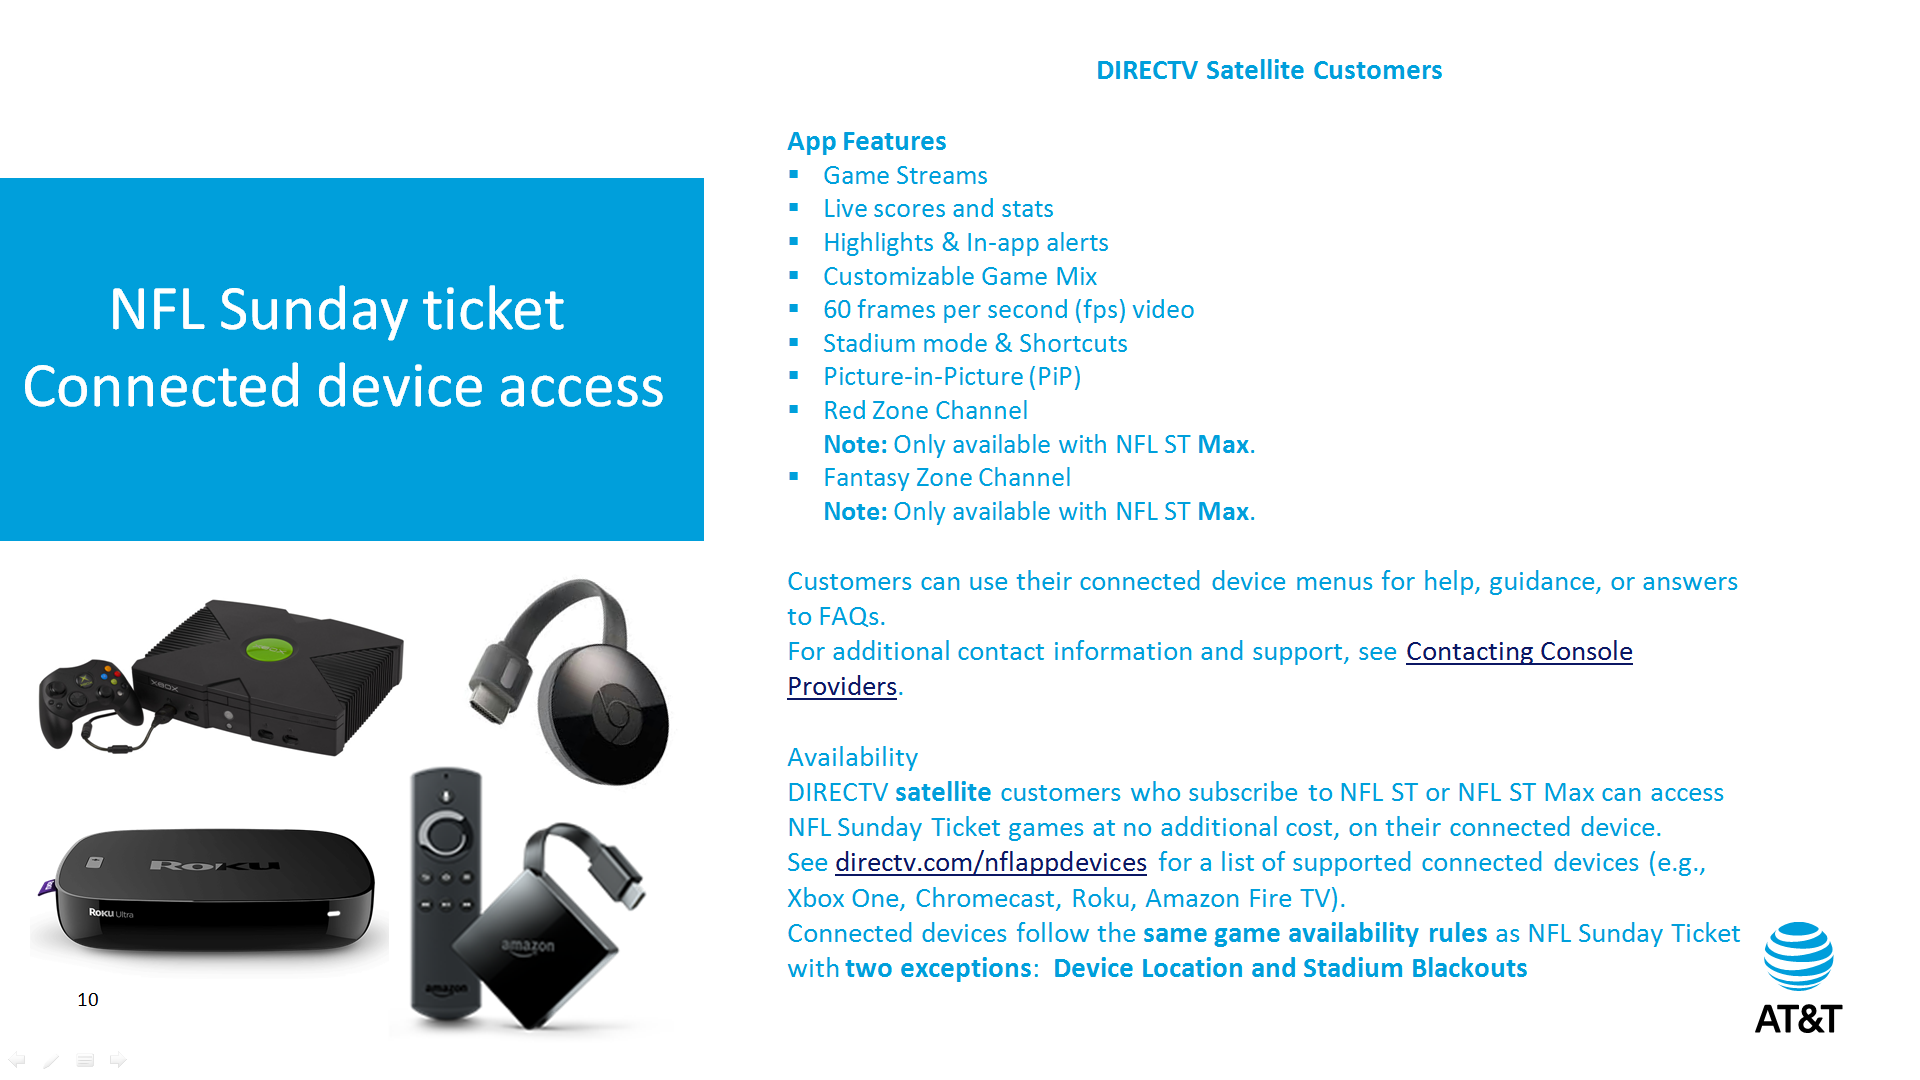 DIRECTV Satellite Customers
App Features
▪ Game Streams
▪ Live scores and stats
▪ Highlights & In-app alerts
▪ Customizable Game Mix
▪ 60 frames per second (fps) video
▪ Stadium mode & Shortcuts
▪ Picture-in-Picture (PiP)
▪ Red Zone Channel
Note: Only available with NFL ST Max.
▪ Fantasy Zone Channel
Note: Only available with NFL ST Max.
NFL Sunday ticket
Connected device access
Customers can use their connected device menus for help, guidance, or answers
to FAQs.
For additional contact information and support, see Contacting Console
Providers.
Availability
DIRECTV satellite customers who subscribe to NFL ST or NFL ST Max can access
NFL Sunday Ticket games at no additional cost, on their connected device.
See directv.com/nflappdevices for a list of supported connected devices (e.g.,
Xbox One, Chromecast, Roku, Amazon Fire TV).
Connected devices follow the same game availability rules as NFL Sunday Ticket
with two exceptions: Device Location and Stadium Blackouts
XBOX
ROKU
ROKU Ultra
amazon
amazon
10
AT&T